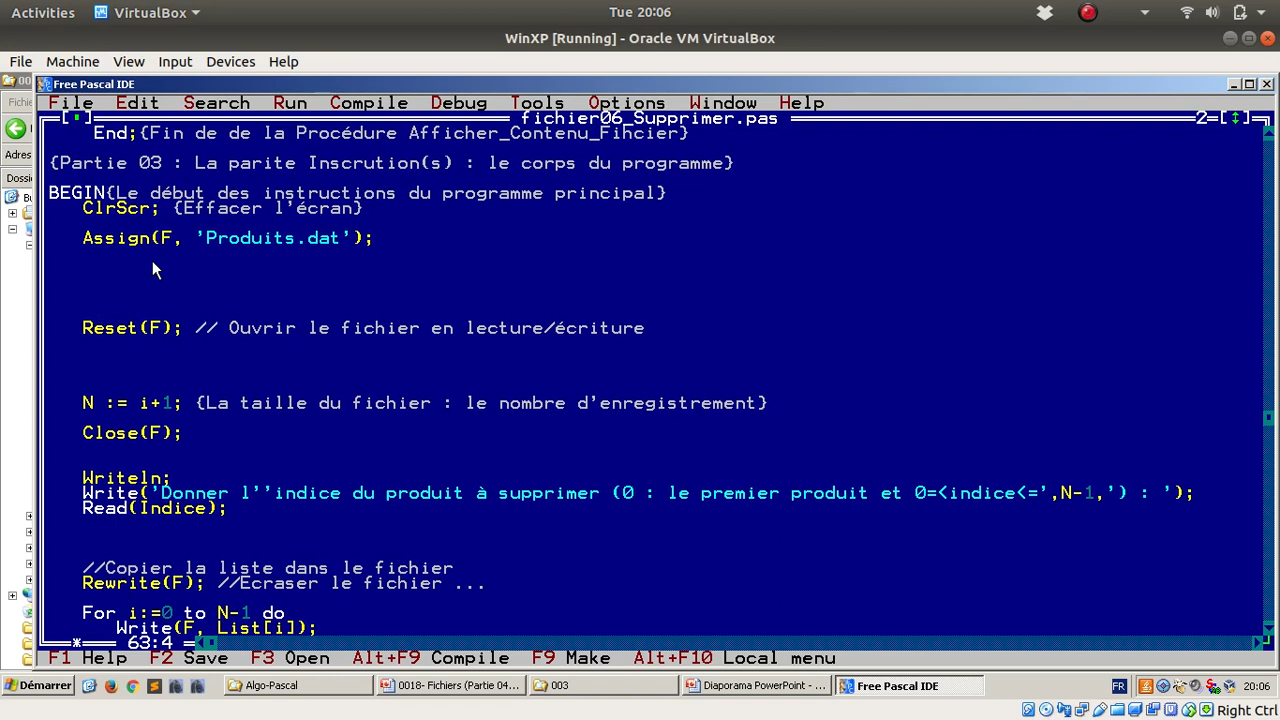 Activities VirtualBox Tue 20:06
WinXP [Running] - Oracle VM VirtualBox
File Machine View Input Devices Help
Free Pascal IDE
File Edit Search Run Compile Debug Tools Options Window Help
fichier06_Supprimer.pas 2
End;{Fin de de la Procédure Afficher_Contenu_Fihcier}
{Partie 03 : La parite Inscrution(s) : le corps du programme}
BEGIN{Le début des instructions du programme principal}
ClrScr; {Effacer l'écran}
Assign(F, 'Produits.dat');
Reset(F); // Ouvrir le fichier en lecture/écriture
N := i+1; {La taille du fichier : le nombre d'enregistrement}
Close(F);
Writeln;
Write('Donner l''indice du produit à supprimer (0 : le premier produit et 0=<indice<=',N-1,') : ');
Read(Indice);
//Copier la liste dans le fichier
Rewrite(F); //Ecraser le fichier ...
For i:=0 to N-1 do
Write(F, List[i]);
63:4
F1 Help F2 Save F3 Open Alt+F9 Compile F9 Make Alt+F10 Local menu
Démarrer Algo-Pascal 0018- Fichiers (Partie 04... 003 Diaporama PowerPoint - ... Free Pascal IDE FR 20:06
Right Ctrl
Fichie
Adres
Dossie